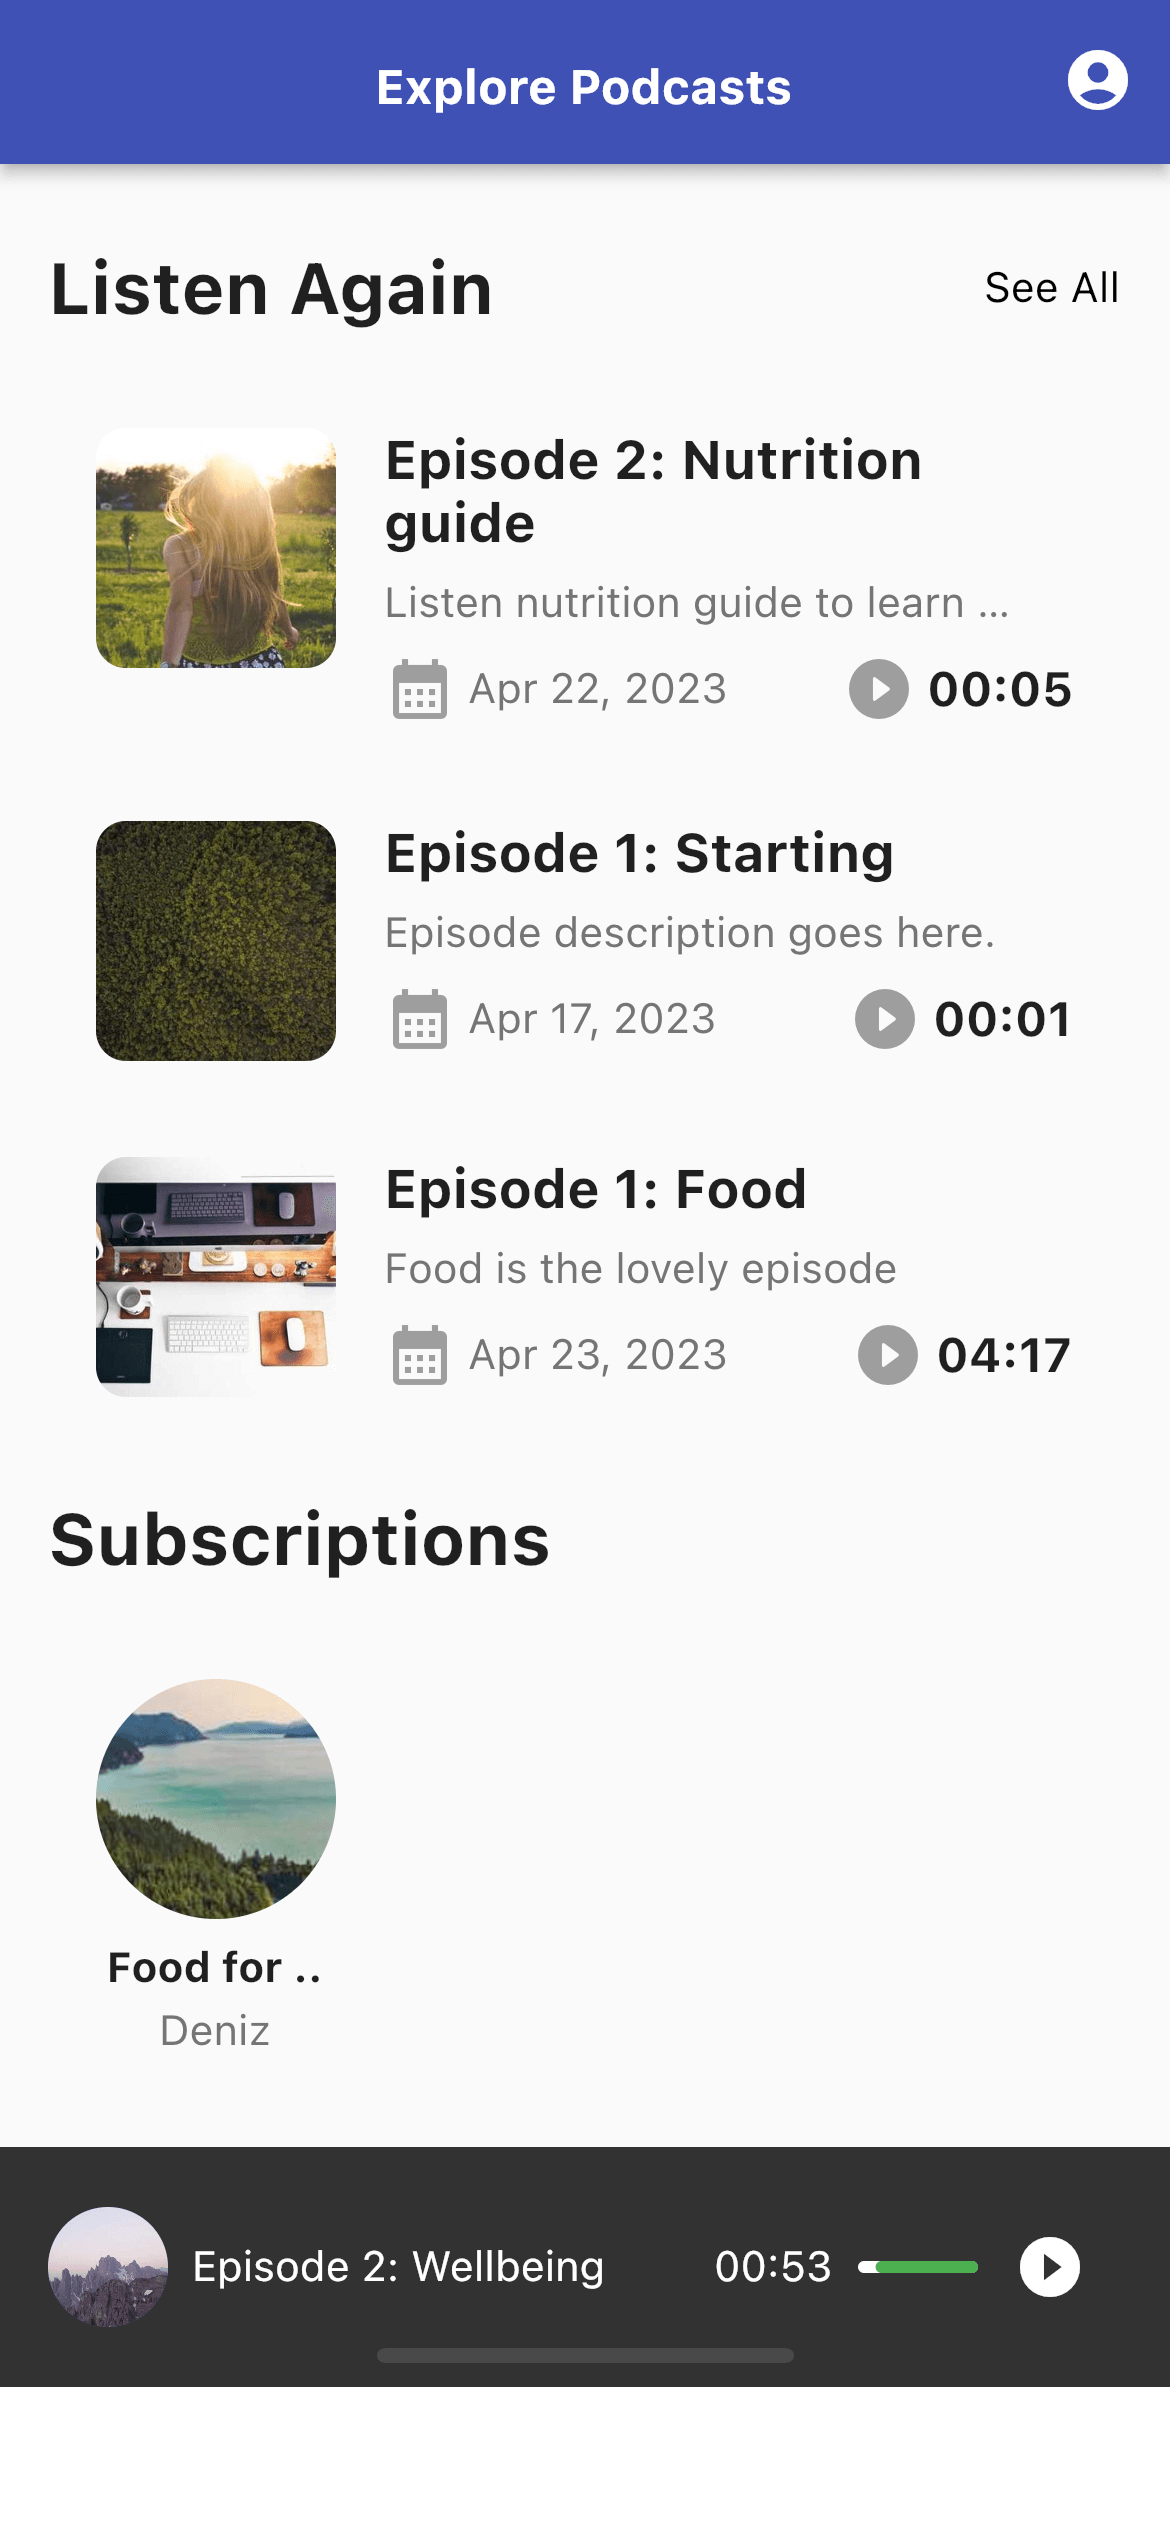 Explore Podcasts
Listen Again
See All
Episode 2: Nutrition
guide
Listen nutrition guide to learn ...
Apr 22, 2023
00:05
Episode 1: Starting
Episode description goes here.
Apr 17, 2023
00:01
Episode 1: Food
Food is the lovely episode
Apr 23, 2023
04:17
Subscriptions
Food for ..
Deniz
Episode 2: Wellbeing
00:53